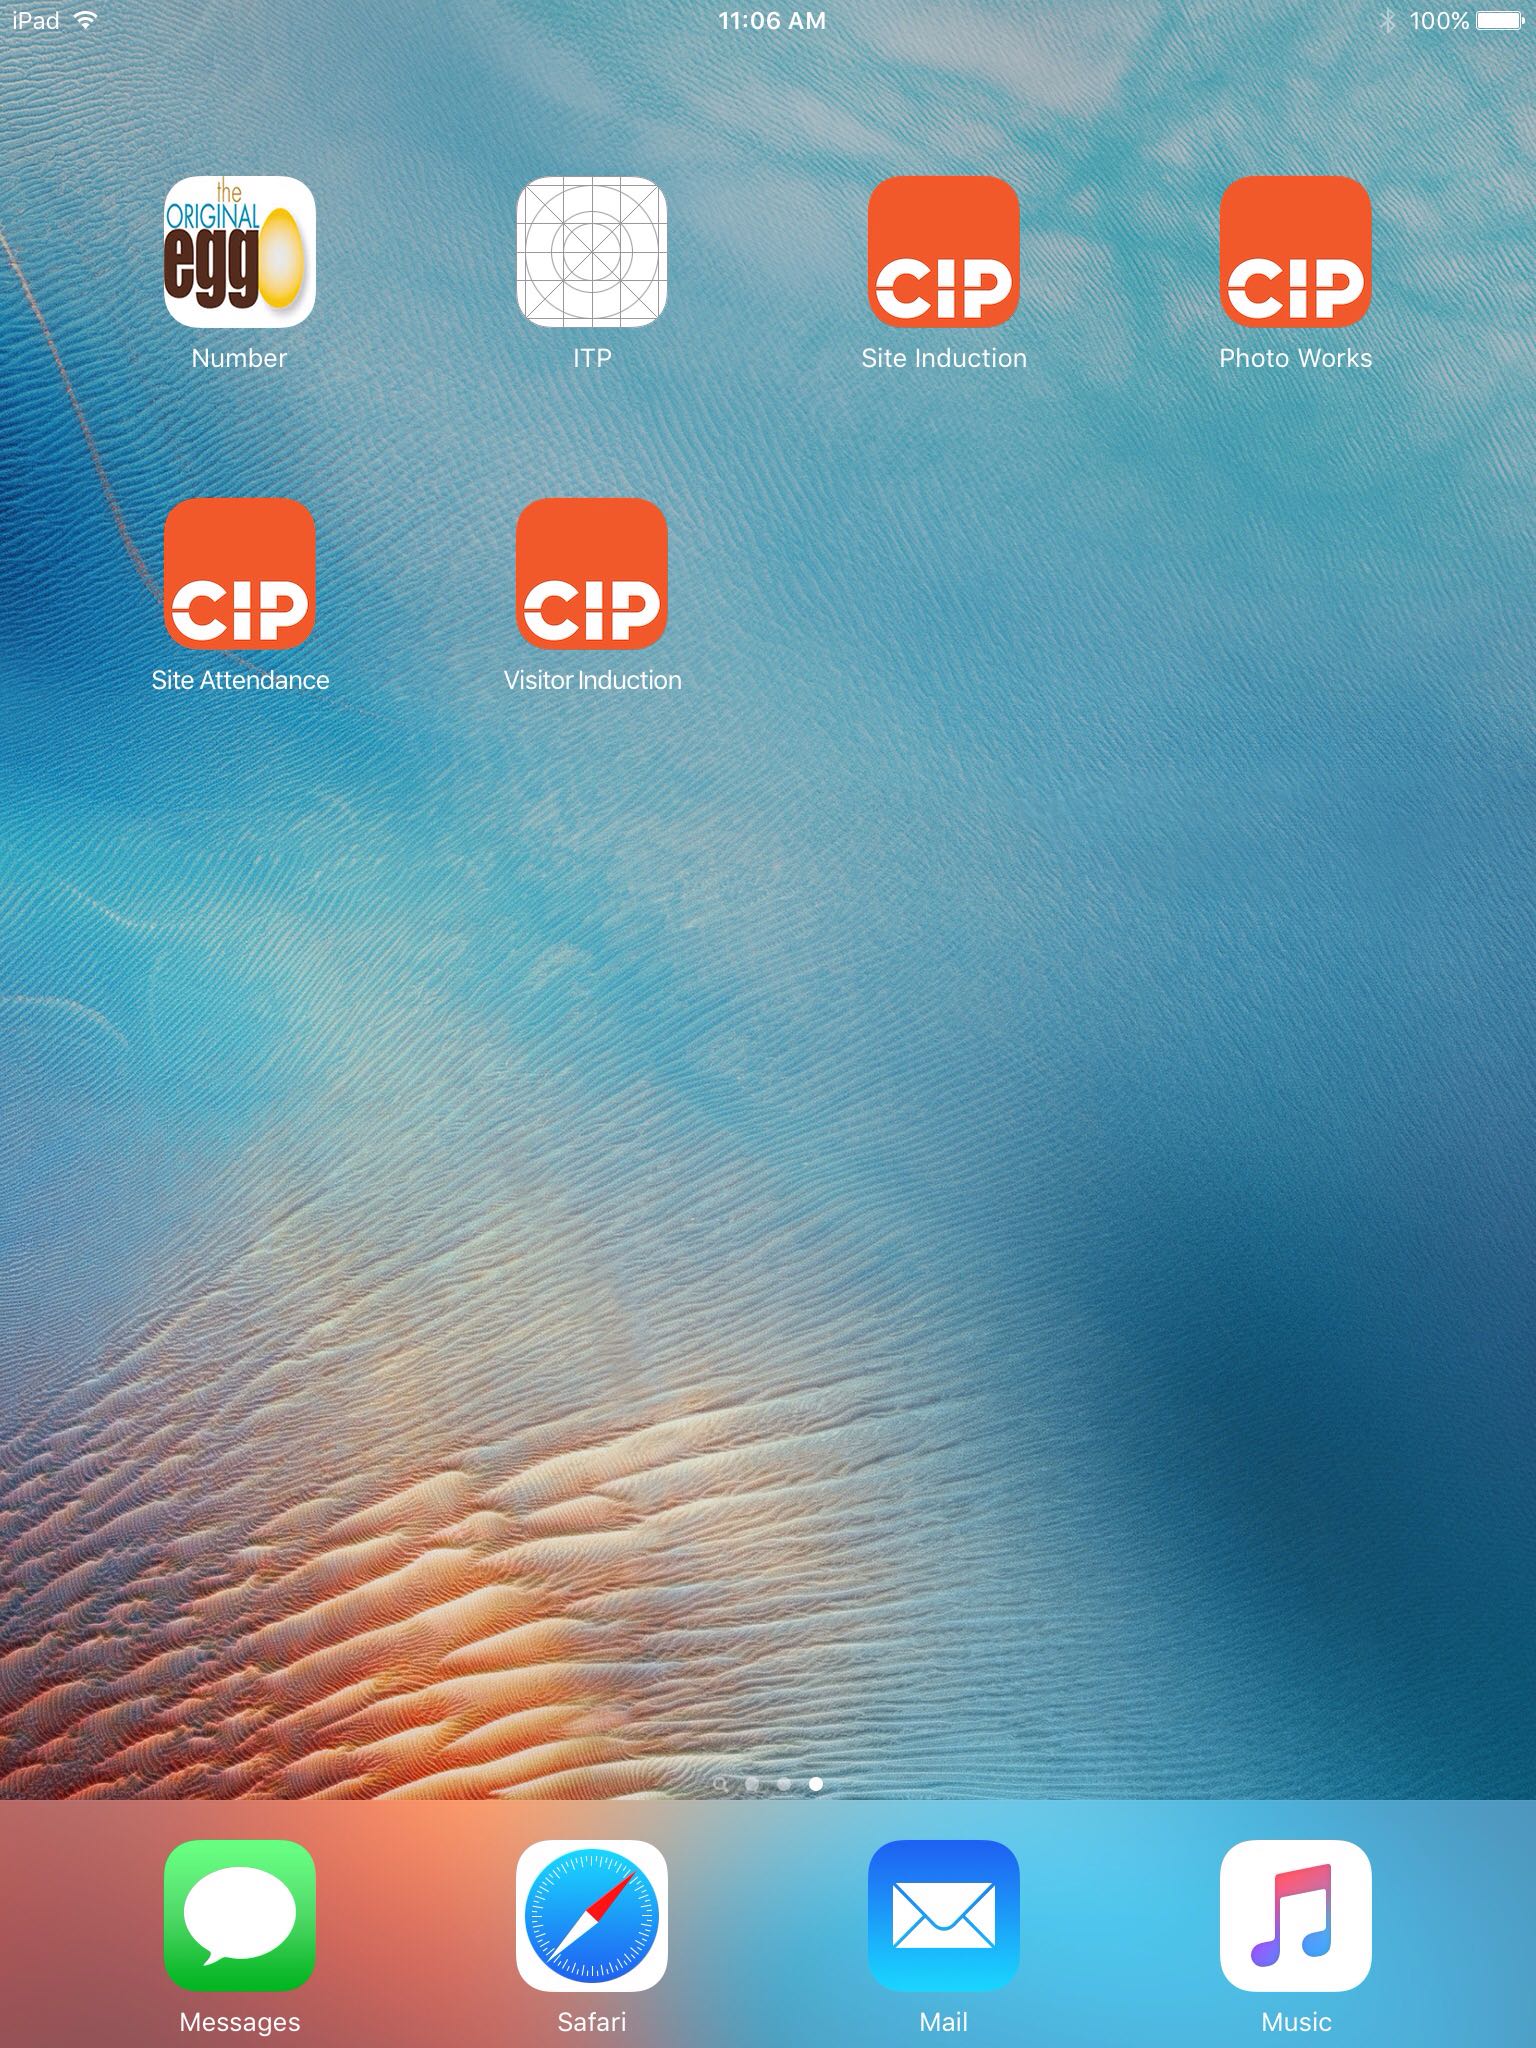 iPad 11:06 AM 100%
the
ORIGINAL
eggO
CIP
CIP
Number ITP Site Induction Photo Works
CIP
CIP
Site Attendance Visitor Induction
Messages Safari Mail Music